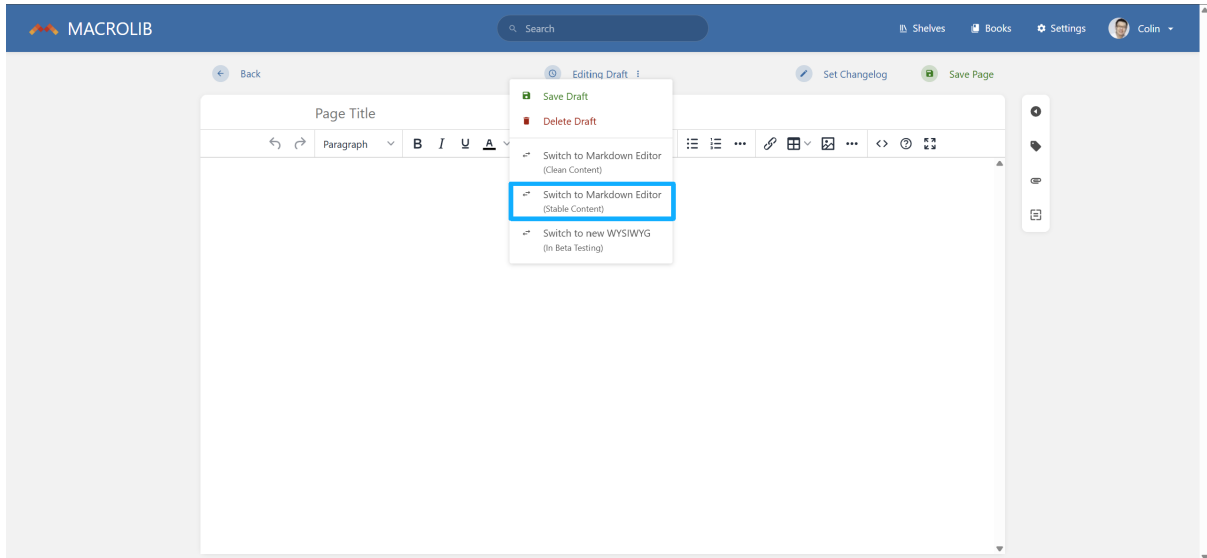 MACROLIB
Search
Shelves
Books
Settings
Colin
Back
Editing Draft
Set Changelog
Save Page
Save Draft
Delete Draft
Switch to Markdown Editor
(Clean Content)
Switch to Markdown Editor
(Stable Content)
Switch to new WYSIWYG
(In Beta Testing)
Page Title
Paragraph
B I U A